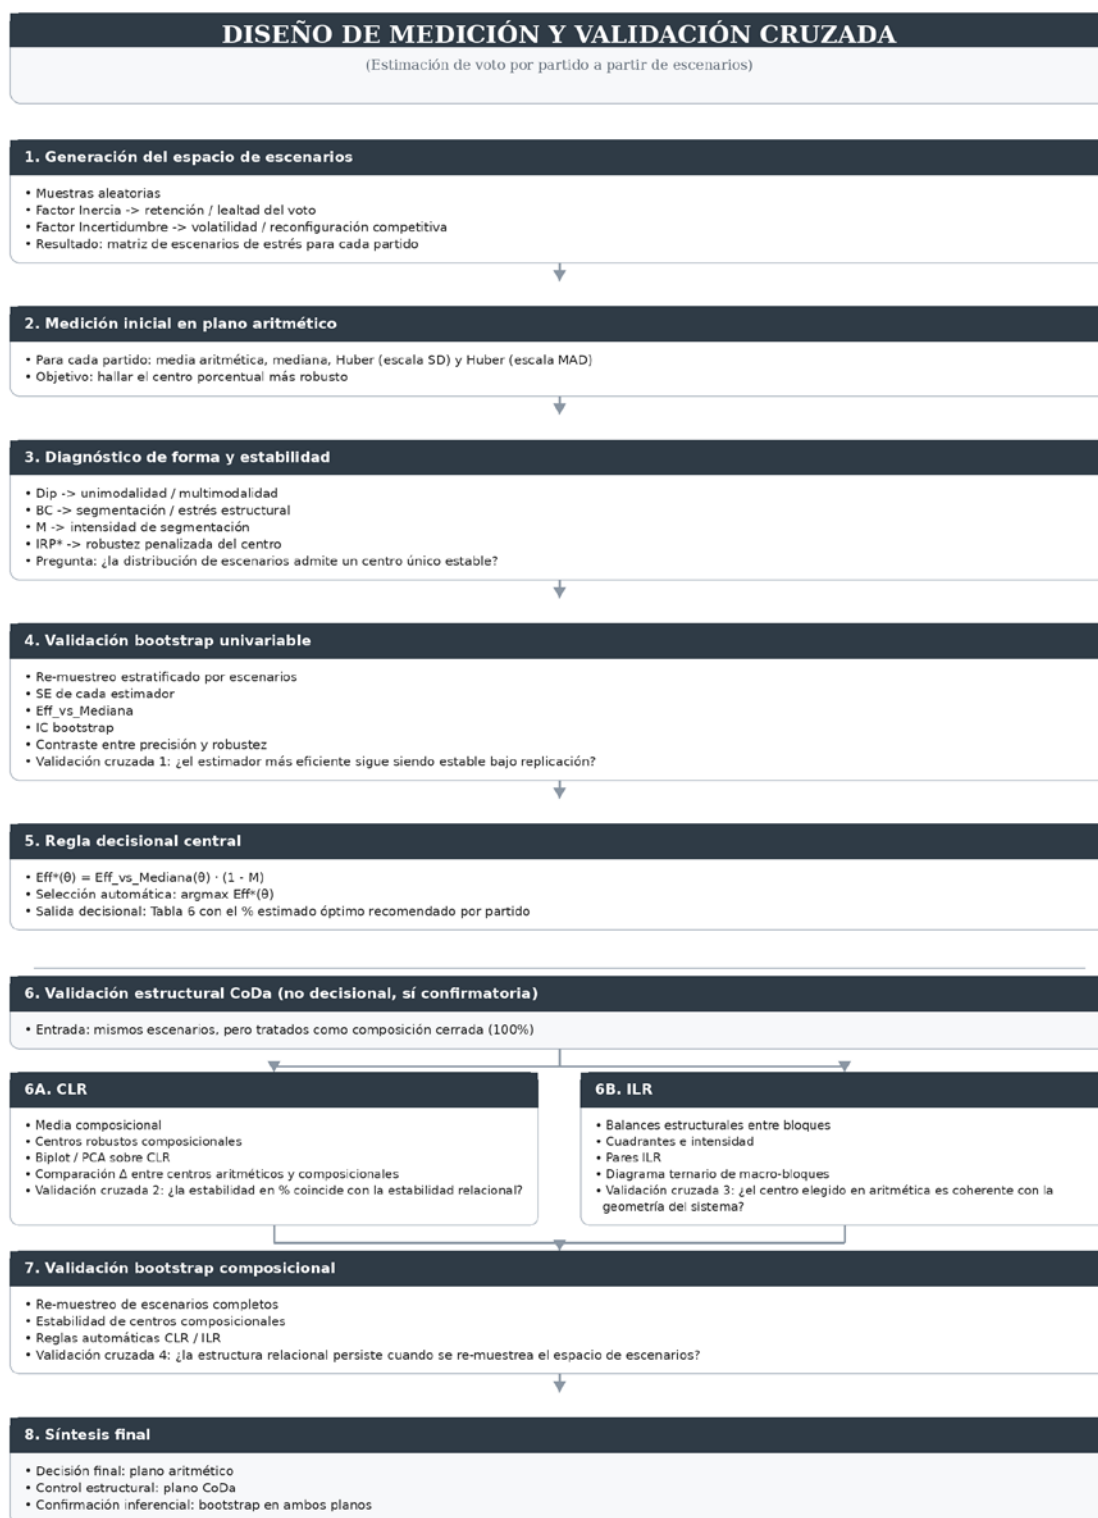 DISEÑO DE MEDICIÓN Y VALIDACIÓN CRUZADA
(Estimación de voto por partido a partir de escenarios)
1. Generación del espacio de escenarios
• Muestras aleatorias
• Factor Inercia -> retención / lealtad del voto
• Factor Incertidumbre -> volatilidad / reconfiguración competitiva
• Resultado: matriz de escenarios de estrés para cada partido
2. Medición inicial en plano aritmético
• Para cada partido: media aritmética, mediana, Huber (escala SD) y Huber (escala MAD)
• Objetivo: hallar el centro porcentual más robusto
3. Diagnóstico de forma y estabilidad
• Dip -> unimodalidad / multimodalidad
• BC -> segmentación / estrés estructural
• M -> intensidad de segmentación
• IRP* -> robustez penalizada del centro
• Pregunta: ¿la distribución de escenarios admite un centro único estable?
4. Validación bootstrap univariable
• Re-muestreo estratificado por escenarios
• SE de cada estimador
• Eff_vs_Mediana
• IC bootstrap
• Contraste entre precisión y robustez
• Validación cruzada 1: ¿el estimador más eficiente sigue siendo estable bajo replicación?
5. Regla decisional central
• Eff*(θ) = Eff_vs_Mediana(θ) · (1 - M)
• Selección automática: argmax Eff*(θ)
• Salida decisional: Tabla 6 con el % estimado óptimo recomendado por partido
6. Validación estructural CoDa (no decisional, sí confirmatoria)
• Entrada: mismos escenarios, pero tratados como composición cerrada (100%)
6A. CLR
• Media composicional
• Centros robustos composicionales
• Biplot / PCA sobre CLR
• Comparación Δ entre centros aritméticos y composicionales
• Validación cruzada 2: ¿la estabilidad en % coincide con la estabilidad relacional?
6B. ILR
• Balances estructurales entre bloques
• Cuadrantes e intensidad
• Pares ILR
• Diagrama ternario de macro-bloques
• Validación cruzada 3: ¿el centro elegido en aritmética es coherente con la
geometría del sistema?
7. Validación bootstrap composicional
• Re-muestreo de escenarios completos
• Estabilidad de centros composicionales
• Reglas automáticas CLR / ILR
• Validación cruzada 4: ¿la estructura relacional persiste cuando se re-muestrea el espacio de escenarios?
8. Síntesis final
• Decisión final: plano aritmético
• Control estructural: plano CoDa
• Confirmación inferencial: bootstrap en ambos planos